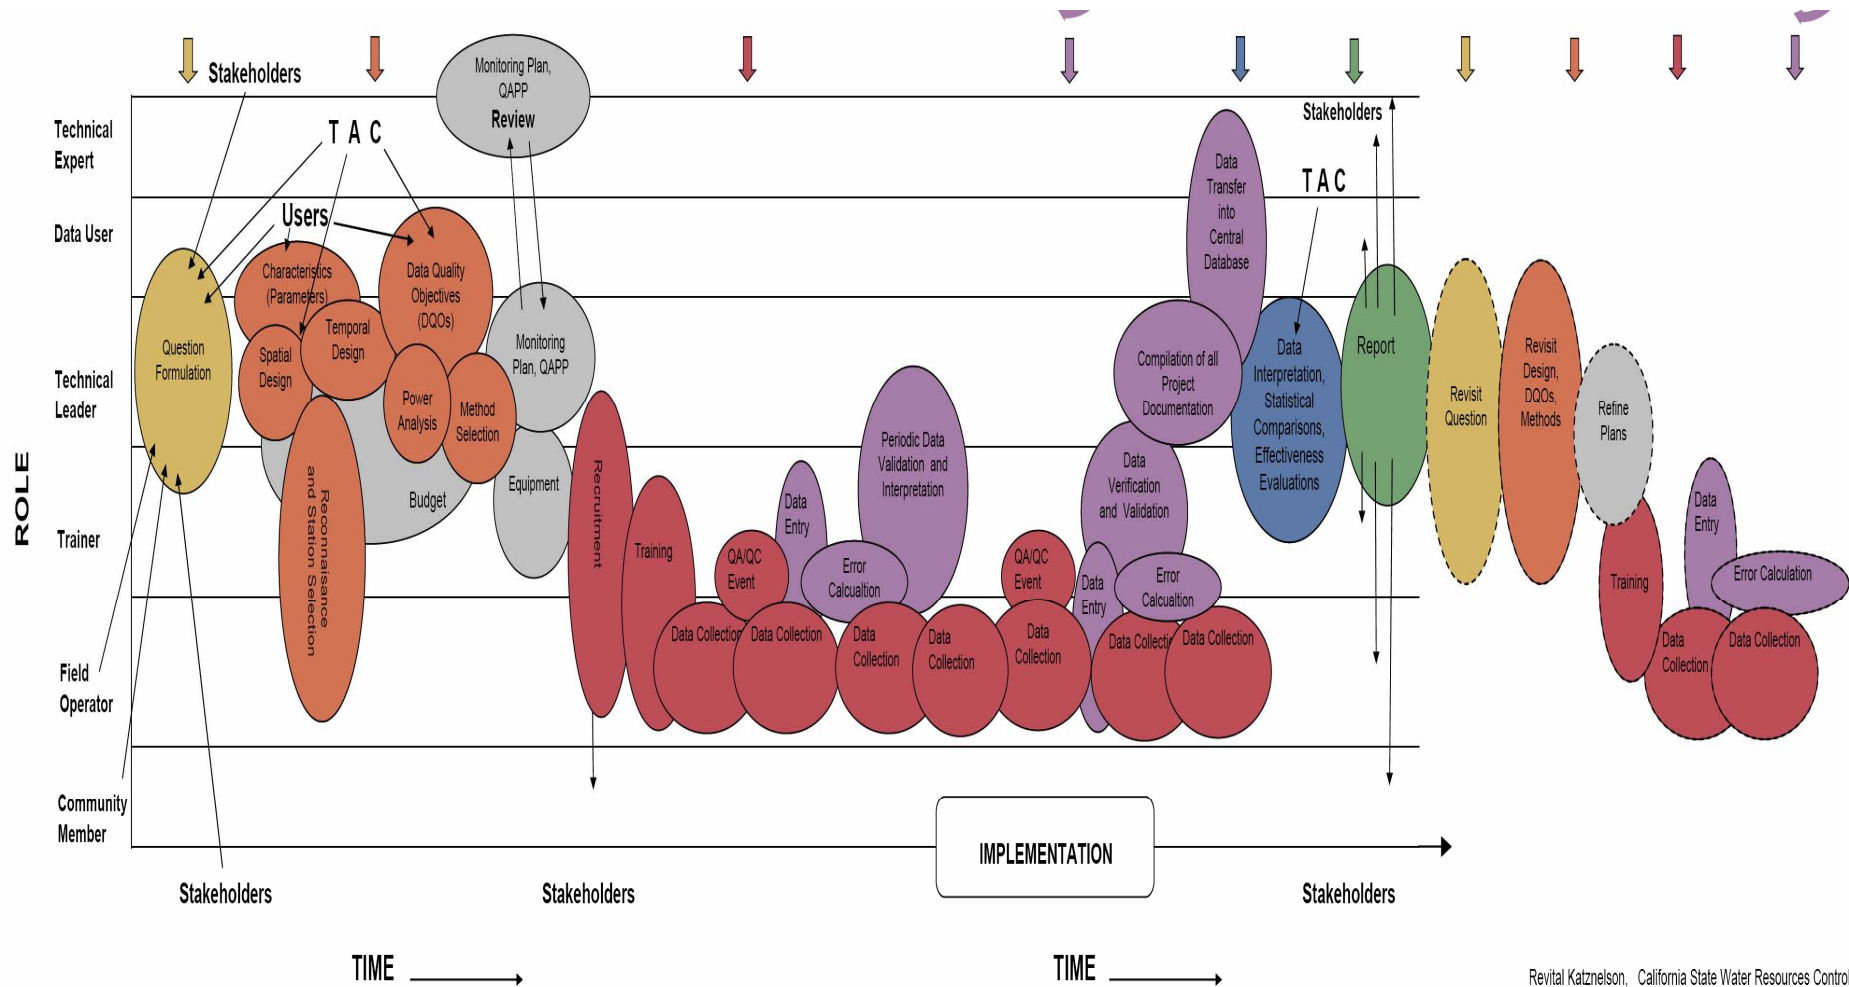 Stakeholders
T A C
Users
Monitoring Plan,
QAPP
Review
Stakeholders
T A C
Technical
Expert
Data User
Technical
Leader
ROLE
Trainer
Field
Operator
Community
Member
Question
Formulation
Characteristics
(Parameters)
Spatial
Design
Temporal
Design
Data Quality
Objectives
(DQOs)
Power
Analysis
Method
Selection
Monitoring
Plan, QAPP
Budget
Equipment
Reconnaisance
and Station Selection
Recruitment
Training
Data Collection
QA/QC
Event
Data Collection
Data
Entry
Error
Calcualtion
Periodic Data
Validation and
Interpretation
Data
Collection
Data
Collection
QA/QC
Event
Data
Collection
Data
Entry
Data Collectio
Error
Calcualtion
Data Collection
Data
Verification
and Validation
Compilation of all
Project
Documentation
Data
Transfer
into
Central
Database
Data
Interpretation,
Statistical
Comparisons,
Effectiveness
Evaluations
Report
Revisit
Question
Revisit
Design,
DQOs,
Methods
Refine
Plans
Training
Data
Entry
Error Calculation
Data
Collection
Data Collection
IMPLEMENTATION
Stakeholders
Stakeholders
Stakeholders
TIME
TIME
Revital Katznelson, California State Water Resources Control